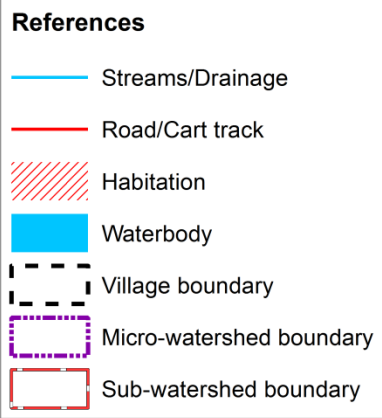 References
Streams/Drainage
Road/Cart track
Habitation
Waterbody
Village boundary
Micro-watershed boundary
Sub-watershed boundary